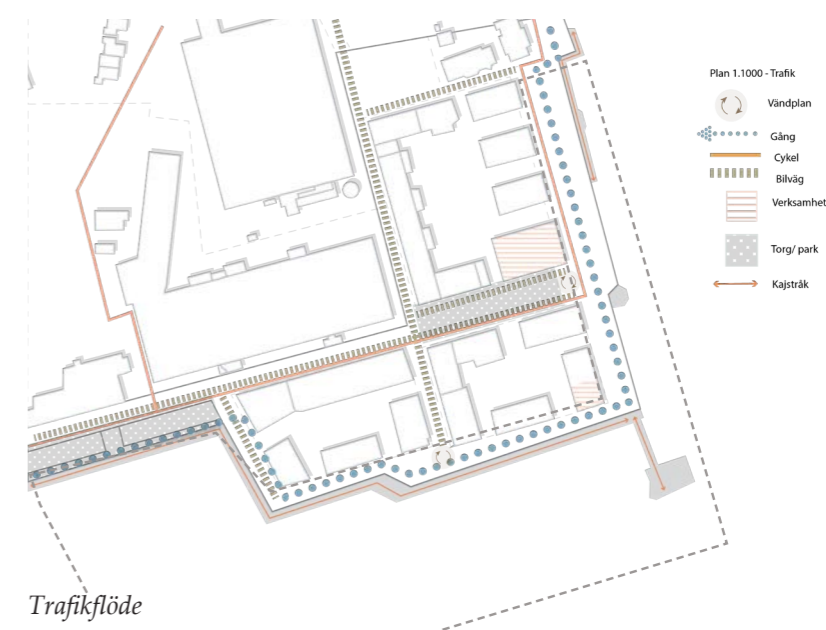 Plan 1.1000 - Trafik
Vändplan
Gång
Cykel
Bilväg
Verksamhet
Torg/ park
Kajstråk
Trafikflöde